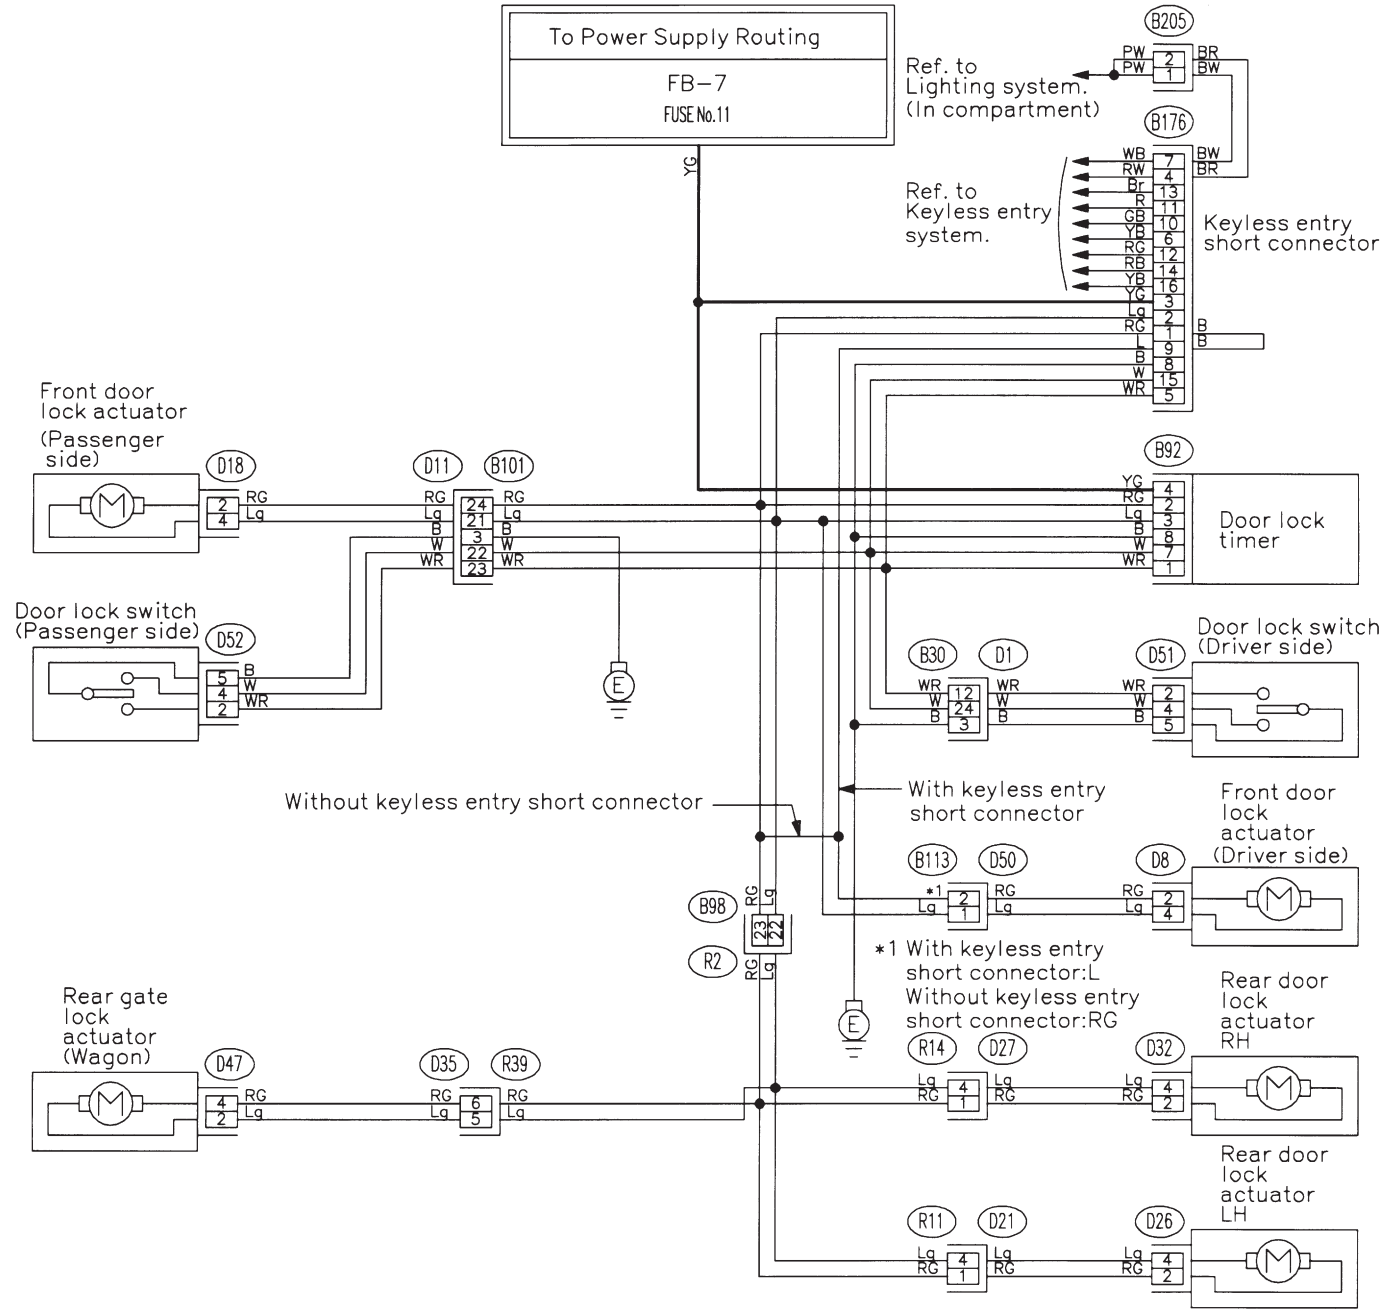 To Power Supply Routing
FB-7
FUSE No.11
YG
B205
Ref. to
Lighting system.
(In compartment)
PW 2 BR
PW 1 BW
B176
Ref. to
Keyless entry
system.
WB 7 BW
RW 4 BR
Br 13
R 11
GB 10
YB 6
RG 12
RB 14
YB 16
YG 3
Lg 2
RG 1 B
L 9 B
B 8
W 15
WR 5
Keyless entry
short connector
Front door
lock actuator
(Passenger
side)
M
D18
2 RG
4 Lg
D11 B101
RG 24 RG
Lg 21 Lg
B 3 B
W 22 W
WR 23 WR
E
B92
YG 4
RG 2
Lg 3
B 8
W 7
WR 1
Door lock
timer
Door lock switch
(Passenger side)
D52
5 B
4 W
2 WR
Door lock switch
(Driver side)
B30 D1 D51
WR 12 WR WR 2
W 24 W W 4
B 3 B B 5
Without keyless entry short connector
With keyless entry
short connector
Front door
lock
actuator
(Driver side)
B113 D50 D8
*1 2 RG RG 2
Lg 1 Lg Lg 4
M
B98
RG Lg
23 22
R2
RG Lg
*1 With keyless entry
short connector:L
Without keyless entry
short connector:RG
E
Rear door
lock
actuator
RH
R14 D27 D32
Lg 4 Lg Lg 4
RG 1 RG RG 2
M
Rear gate
lock
actuator
(Wagon)
M
D47 D35 R39
4 RG RG 6 RG
2 Lg Lg 5 Lg
Rear door
lock
actuator
LH
R11 D21 D26
Lg 4 Lg Lg 4
RG 1 RG RG 2
M